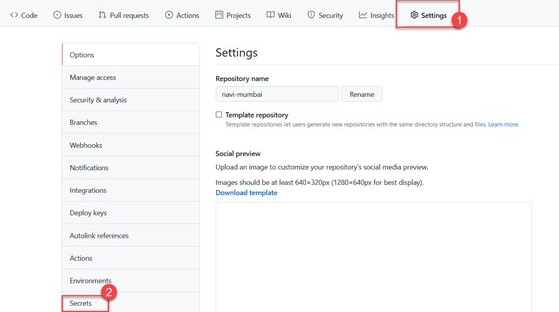 Code Issues Pull requests Actions Projects Wiki Security Insights Settings
1
Options
Manage access
Security & analysis
Branches
Webhooks
Notifications
Integrations
Deploy keys
Autolink references
Actions
Environments
2
Secrets
Settings
Repository name
navi-mumbai Rename
Template repository
Template repositories let users generate new repositories with the same directory structure and files. Learn more.
Social preview
Upload an image to customize your repository's social media preview.
Images should be at least 640×320px (1280×640px for best display).
Download template